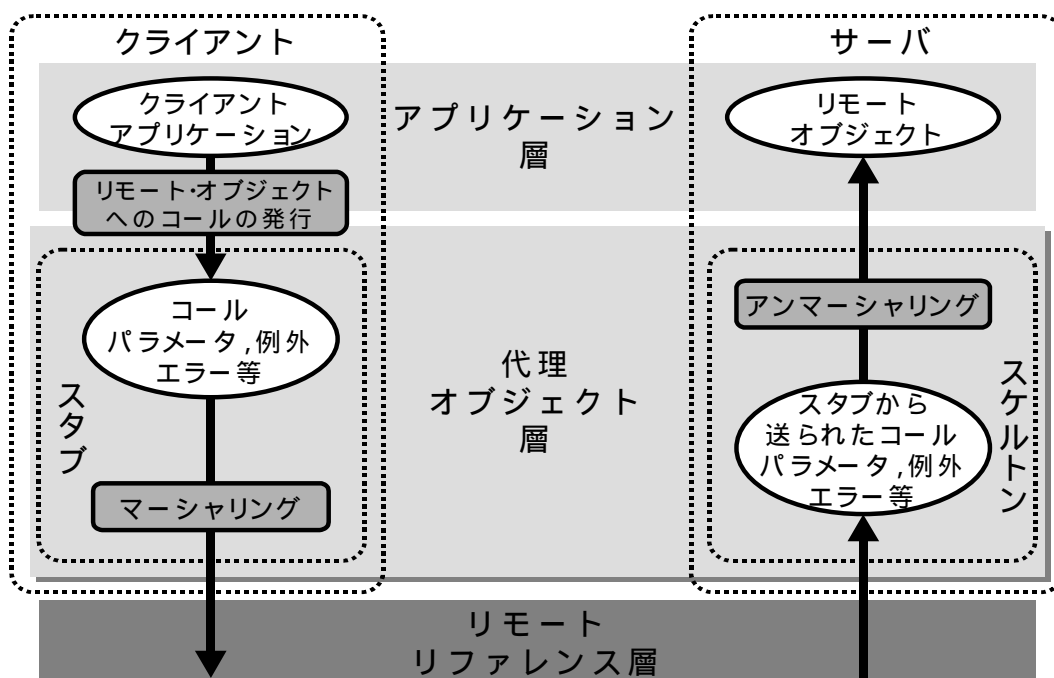 クライアント
サーバ
クライアント
アプリケーション
アプリケーション
層
リモート
オブジェクト
リモート・オブジェクト
へのコールの発行
コール
パラメータ,例外
エラー等
スタブ
マーシャリング
代理
オブジェクト
層
アンマーシャリング
スタブから
送られたコール
パラメータ,例外
エラー等
スケルトン
リモート
リファレンス層